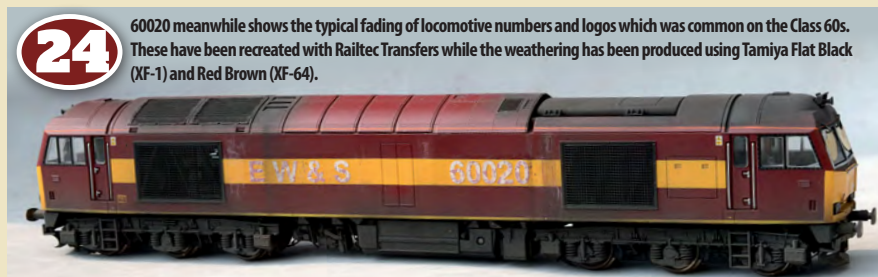 24
60020 meanwhile shows the typical fading of locomotive numbers and logos which was common on the Class 60s.
These have been recreated with Railtec Transfers while the weathering has been produced using Tamiya Flat Black
(XF-1) and Red Brown (XF-64).
E W & S 60020